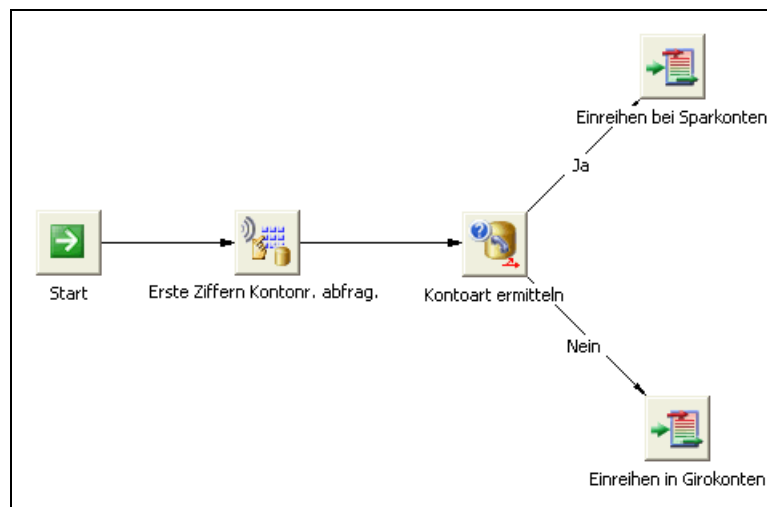 Einreihen bei Sparkonten
Ja
Start
Erste Ziffern Kontonr. abfrag.
Kontoart ermitteln
Nein
Einreihen in Girokonten